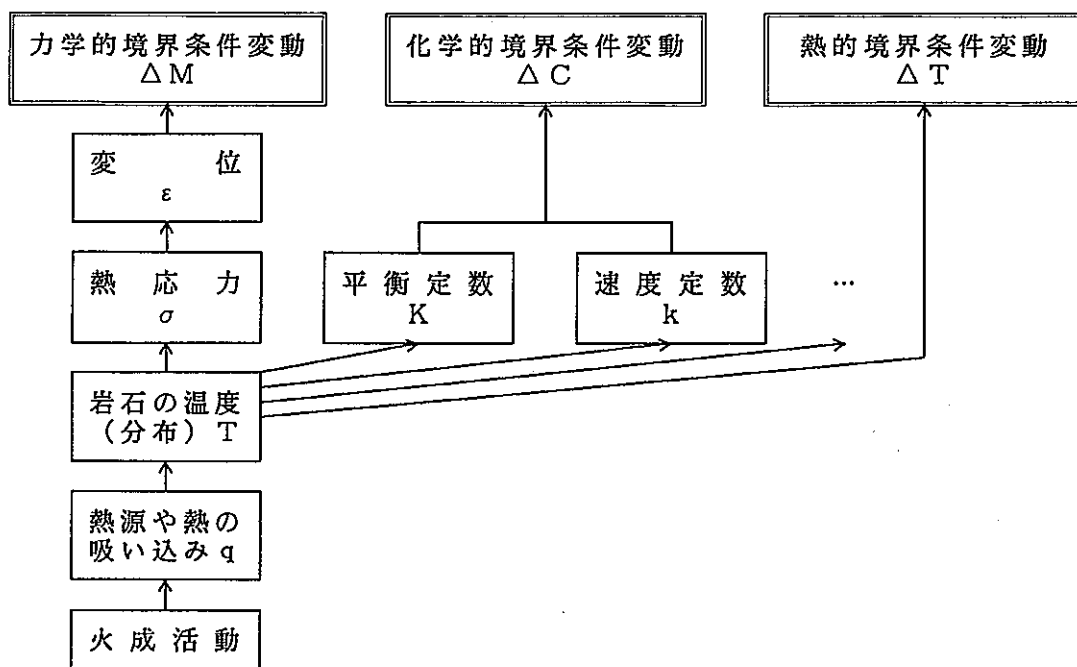 力学的境界条件変動
△M
化学的境界条件変動
△C
熱的境界条件変動
△T
変位
ε
熱応力
σ
平衡定数
K
速度定数
k
…
岩石の温度
(分布)T
熱源や熱の
吸い込みq
火成活動